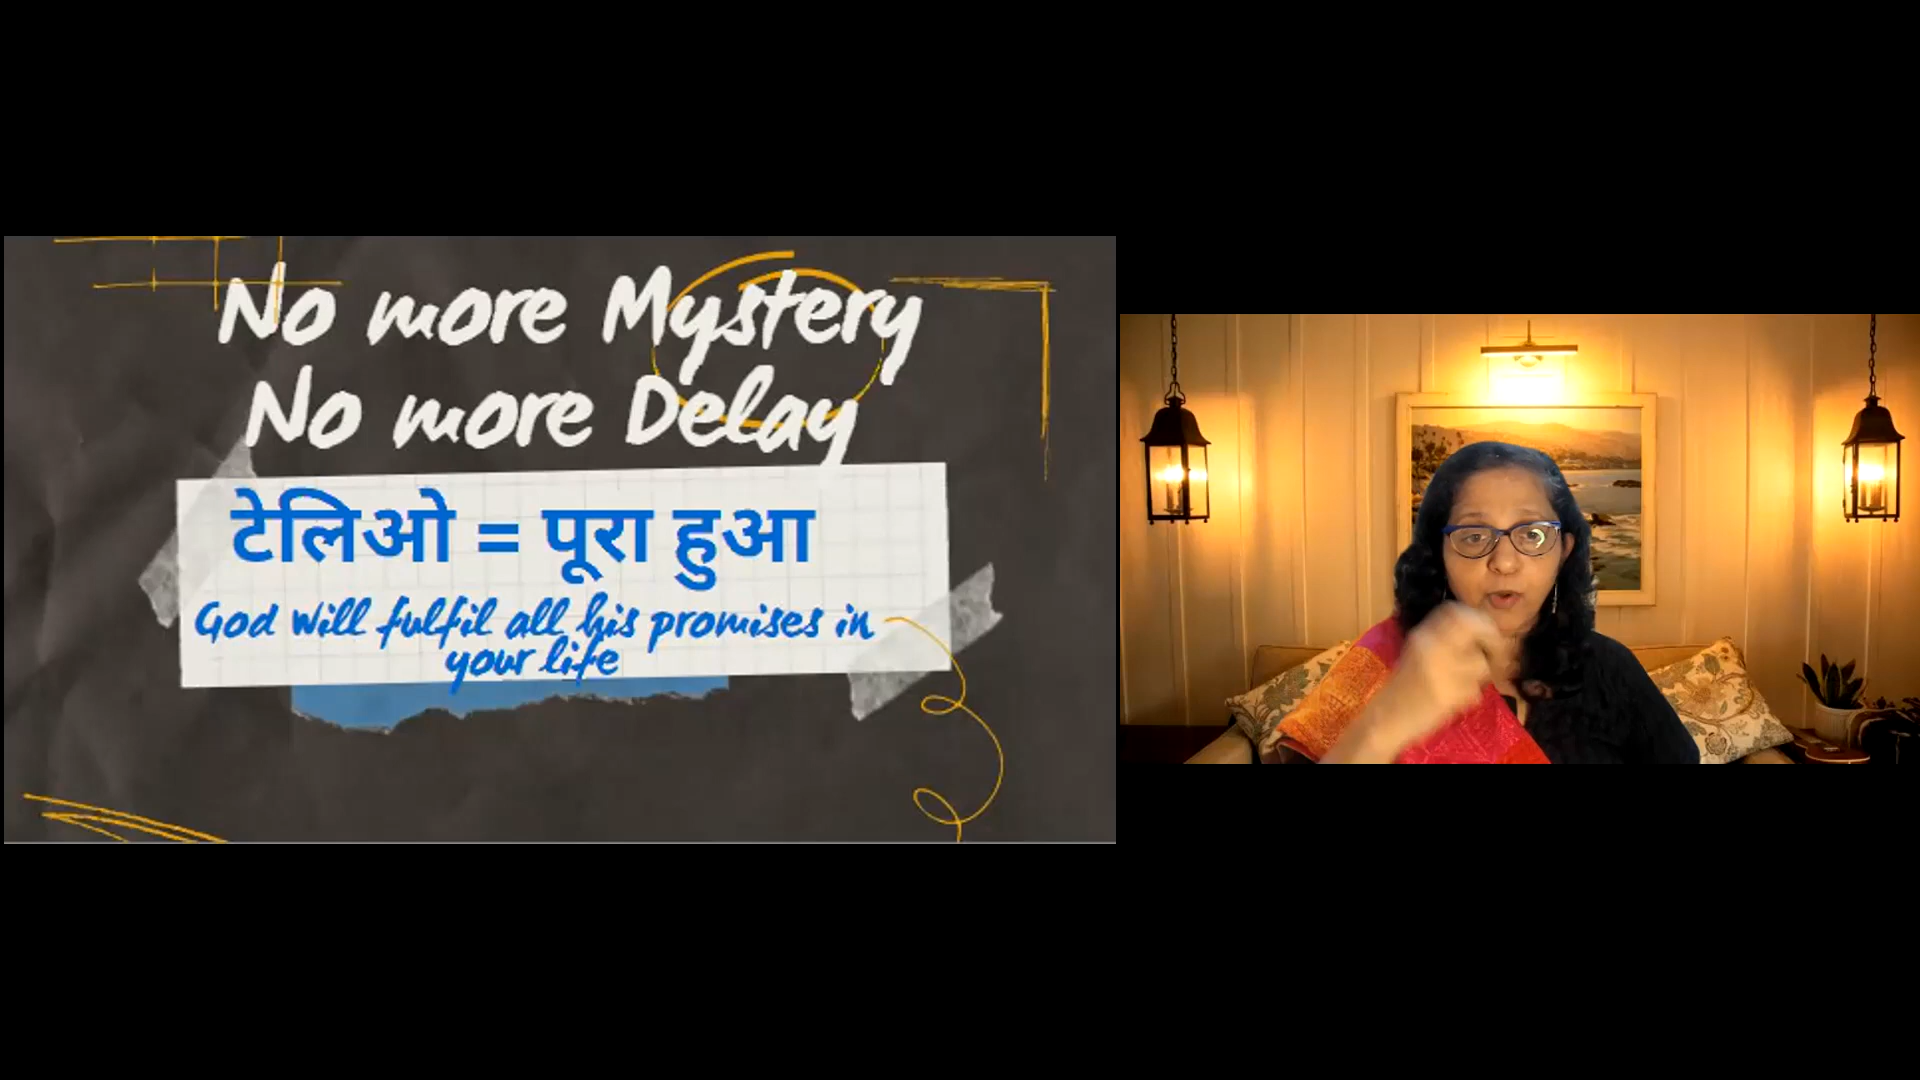 No more Mystery
No more Delay
टेलिओ = पूरा हुआ
God will fulfil all his promises in
your life